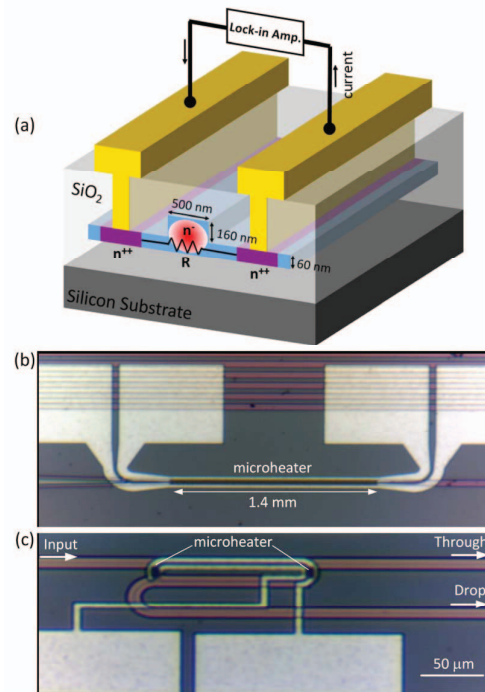 Lock-in Amp.
current
(a)
SiO2
500 nm
n-
160 nm
R
60 nm
n++
n++
Silicon Substrate
(b)
microheater
1.4 mm
(c)
Input
microheater
Through
Drop
50 μm